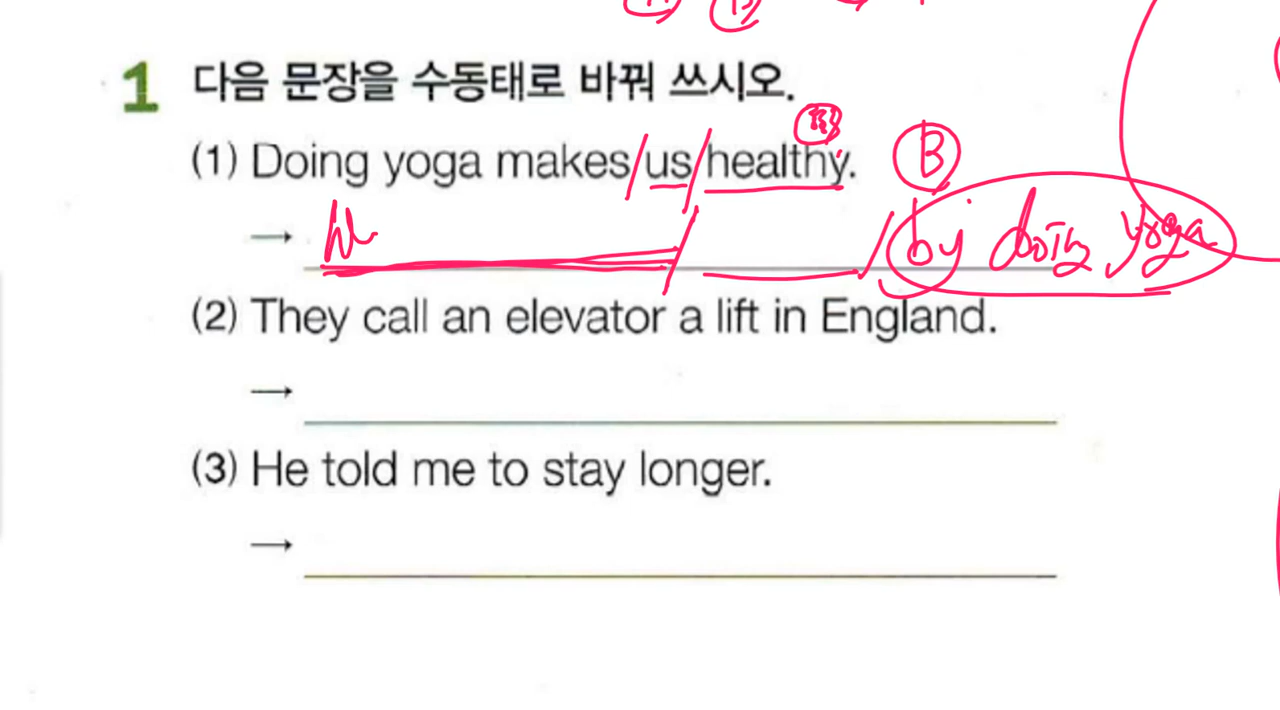 1 다음 문장을 수동태로 바꿔 쓰시오.
(1) Doing yoga makes/us/healthy. B
→ We / / by doing yoga
(2) They call an elevator a lift in England.
→
(3) He told me to stay longer.
→